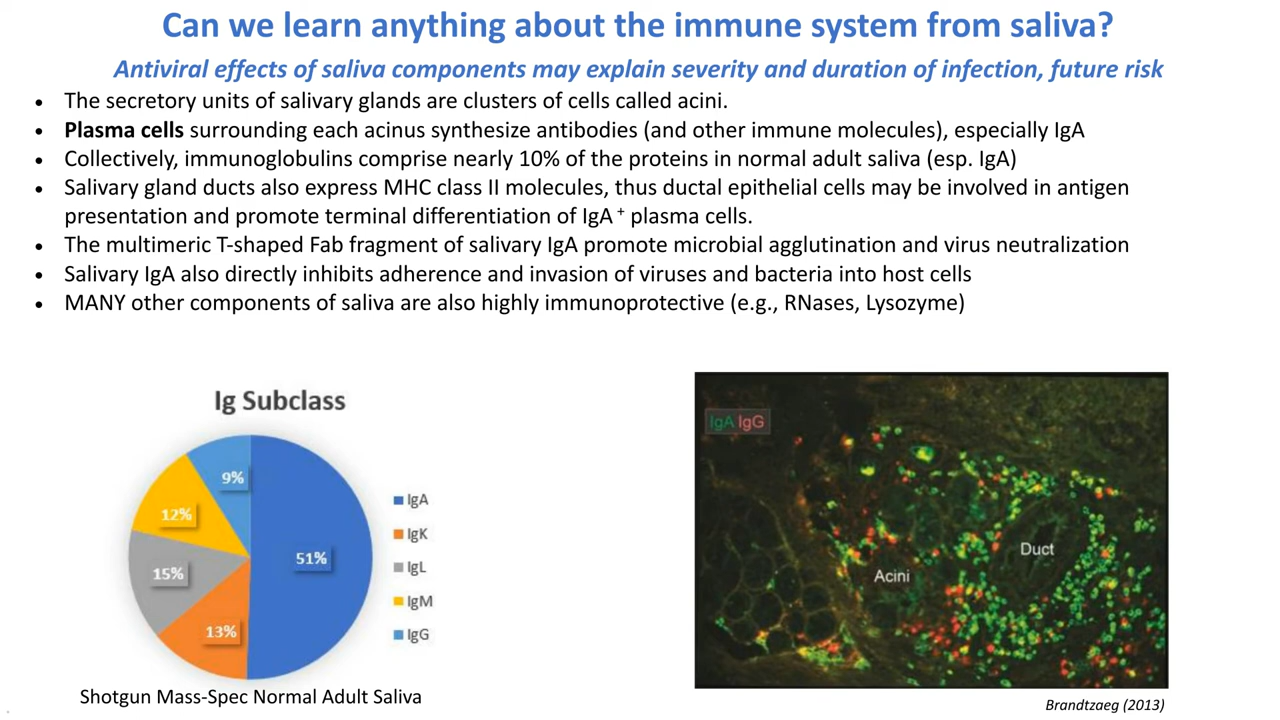 Can we learn anything about the immune system from saliva?
Antiviral effects of saliva components may explain severity and duration of infection, future risk
• The secretory units of salivary glands are clusters of cells called acini.
• Plasma cells surrounding each acinus synthesize antibodies (and other immune molecules), especially IgA
• Collectively, immunoglobulins comprise nearly 10% of the proteins in normal adult saliva (esp. IgA)
• Salivary gland ducts also express MHC class II molecules, thus ductal epithelial cells may be involved in antigen
presentation and promote terminal differentiation of IgA + plasma cells.
• The multimeric T-shaped Fab fragment of salivary IgA promote microbial agglutination and virus neutralization
• Salivary IgA also directly inhibits adherence and invasion of viruses and bacteria into host cells
• MANY other components of saliva are also highly immunoprotective (e.g., RNases, Lysozyme)
Ig Subclass
9%
12%
51%
15%
13%
IgA
IgK
IgL
IgM
IgG
Shotgun Mass-Spec Normal Adult Saliva
IgA IgG
Duct
Acini
Brandtzaeg (2013)